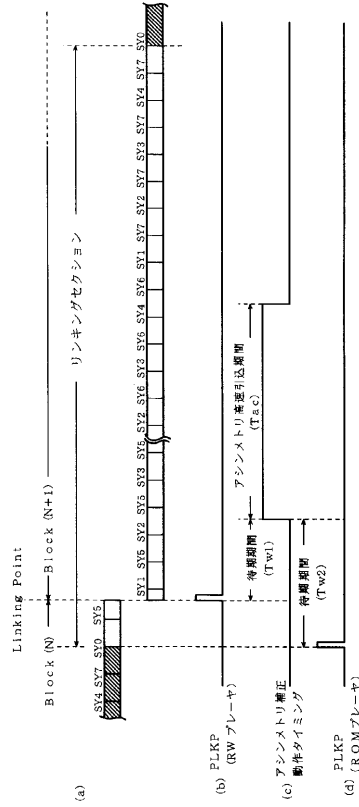 Linking Point
Block (N)
Block (N+1)
リンキングセクション
(a)
SY4 SY7 SY0 SY5
SY1 SY5 SY2 SY5 SY3 SY5 SY2 SY6 SY3 SY6 SY4 SY6 SY1 SY7 SY2 SY7 SY3 SY7 SY4 SY7 SY0
(b)
PLKP
(RWプレーヤ)
待期期間
(Tw1)
アシンメトリ高速引込期間
(Tac)
(c)
アシンメトリ補正
動作タイミング
待期期間
(Tw2)
(d)
PLKP
(ROMプレーヤ)